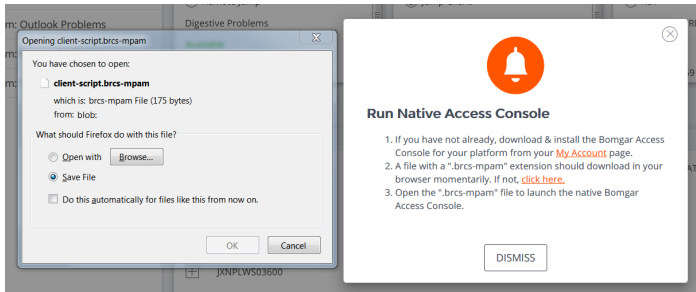 m: Outlook Problems
Digestive Problems
Opening client-script.brcs-mpam
You have chosen to open:
client-script.brcs-mpam
which is: brcs-mpam File (175 bytes)
from: blob:
What should Firefox do with this file?
Open with
Browse...
Save File
Do this automatically for files like this from now on.
OK
Cancel
JXNPLWS03600
Run Native Access Console
1. If you have not already, download & install the Bomgar Access
Console for your platform from your My Account page.
2. A file with a ".brcs-mpam" extension should download in your
browser momentarily. If not, click here.
3. Open the ".brcs-mpam" file to launch the native Bomgar
Access Console.
DISMISS